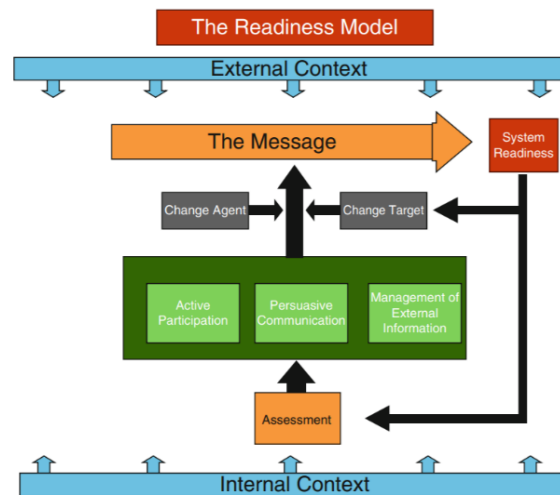 The Readiness Model
External Context
The Message
System
Readiness
Change Agent
Change Target
Active
Participation
Persuasive
Communication
Management of
External
Information
Assessment
Internal Context